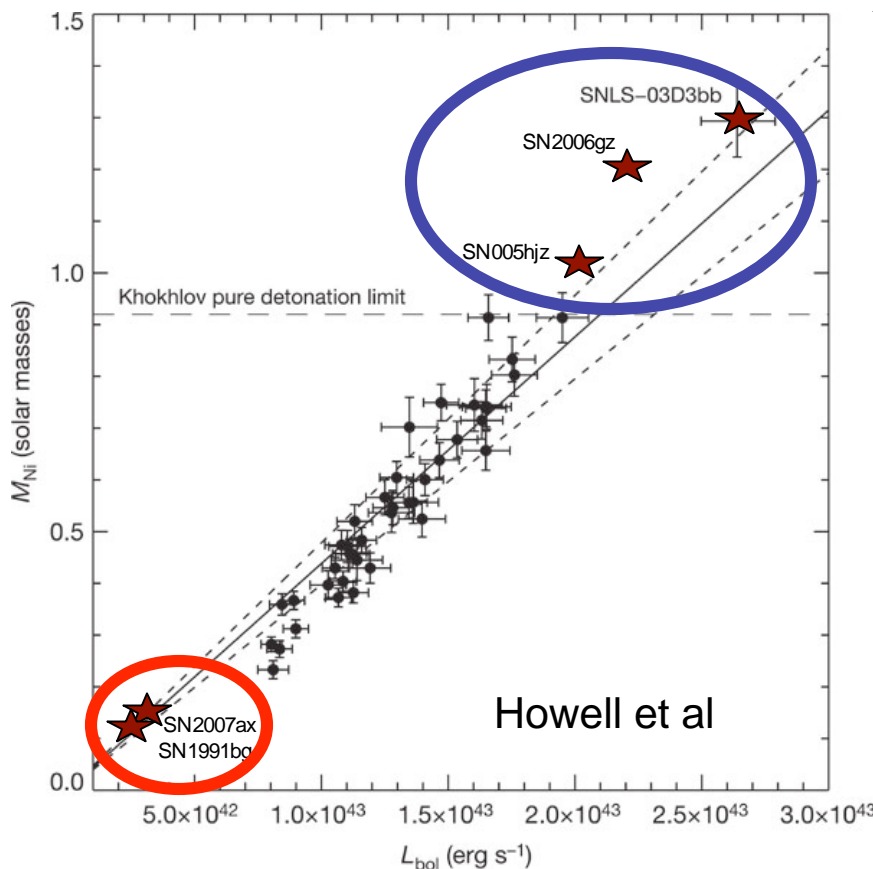 1.5
SNLS−03D3bb
SN2006gz
SN005hjz
1.0
Khokhlov pure detonation limit
M_Ni (solar masses)
0.5
SN2007ax
SN1991bg
Howell et al
0.0
5.0×10^42 1.0×10^43 1.5×10^43 2.0×10^43 2.5×10^43 3.0×10^43
L_bol (erg s^−1)